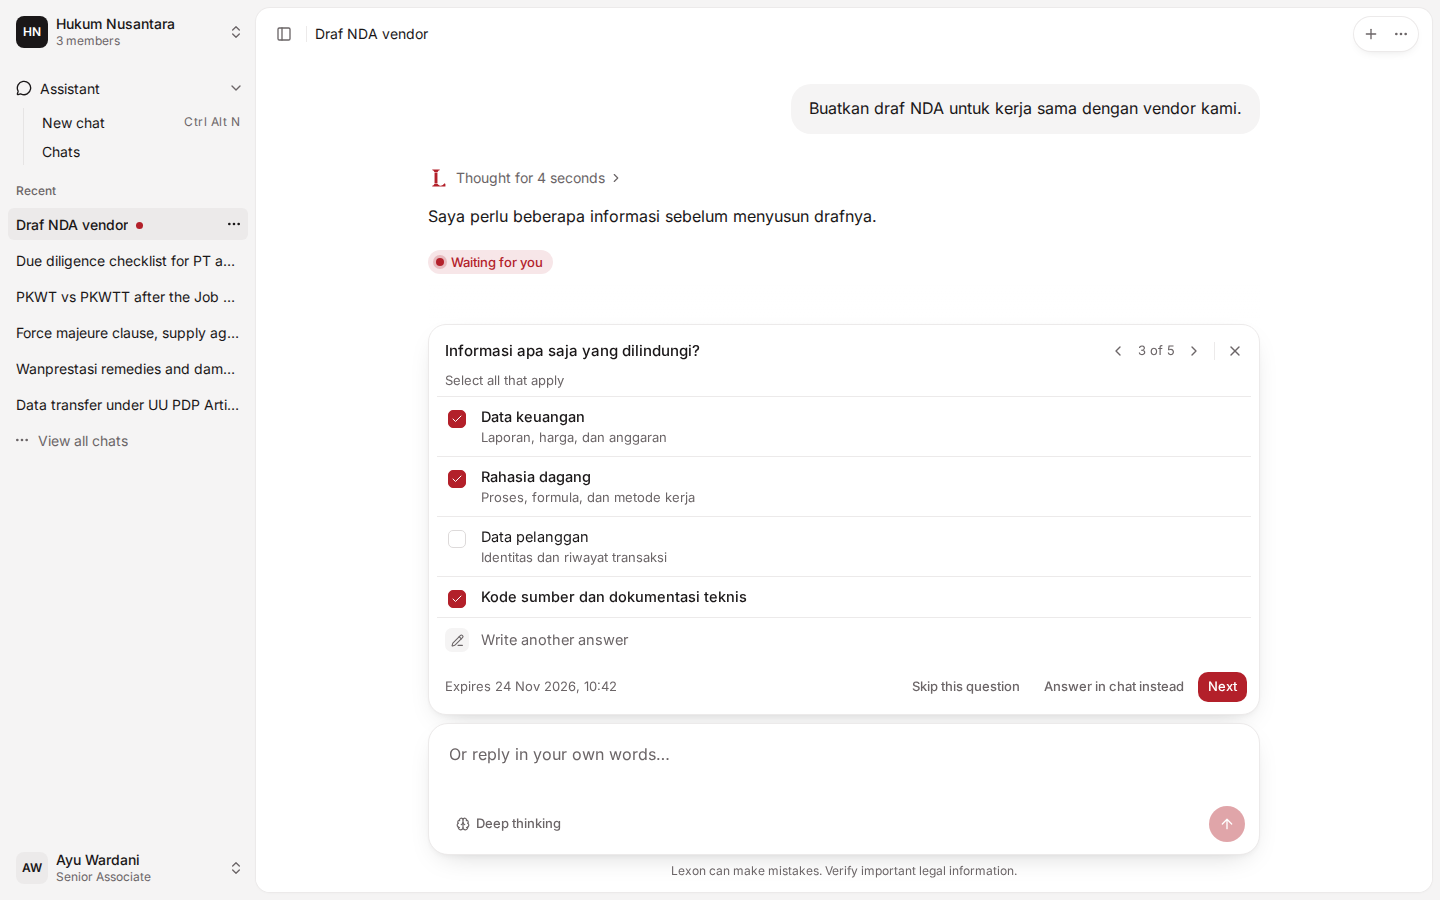 HN
Hukum Nusantara
3 members
Assistant
New chat
Ctrl Alt N
Chats
Recent
Draf NDA vendor
Due diligence checklist for PT a...
PKWT vs PKWTT after the Job ...
Force majeure clause, supply ag...
Wanprestasi remedies and dam...
Data transfer under UU PDP Arti...
View all chats
AW
Ayu Wardani
Senior Associate
Draf NDA vendor
Buatkan draf NDA untuk kerja sama dengan vendor kami.
L
Thought for 4 seconds
Saya perlu beberapa informasi sebelum menyusun drafnya.
Waiting for you
Informasi apa saja yang dilindungi?
3 of 5
Select all that apply
Data keuangan
Laporan, harga, dan anggaran
Rahasia dagang
Proses, formula, dan metode kerja
Data pelanggan
Identitas dan riwayat transaksi
Kode sumber dan dokumentasi teknis
Write another answer
Expires 24 Nov 2026, 10:42
Skip this question
Answer in chat instead
Next
Or reply in your own words...
Deep thinking
Lexon can make mistakes. Verify important legal information.